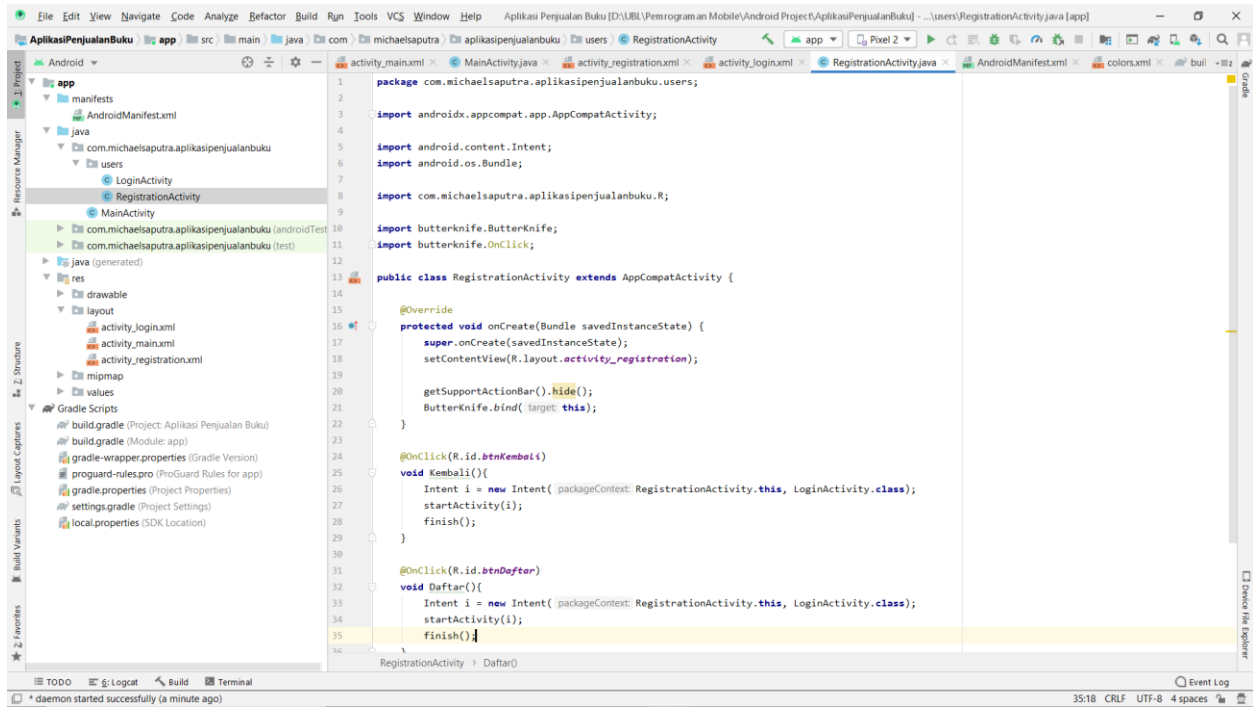 File Edit View Navigate Code Analyze Refactor Build Run Tools VCS Window Help Aplikasi Penjualan Buku [D:\UBL\Pemrograman Mobile\Android Project\AplikasiPenjualanBuku] - ...\users\RegistrationActivity.java [app]
AplikasiPenjualanBuku app src main java com michaelsaputra aplikasipenjualanbuku users RegistrationActivity app Pixel 2
Android
activity_main.xml MainActivity.java activity_registration.xml activity_login.xml RegistrationActivity.java AndroidManifest.xml colors.xml buil
1: Project
Resource Manager
Z: Structure
Layout Captures
Build Variants
2: Favorites
app
manifests
AndroidManifest.xml
java
com.michaelsaputra.aplikasipenjualanbuku
users
LoginActivity
RegistrationActivity
MainActivity
com.michaelsaputra.aplikasipenjualanbuku (androidTest
com.michaelsaputra.aplikasipenjualanbuku (test)
java (generated)
res
drawable
layout
activity_login.xml
activity_main.xml
activity_registration.xml
mipmap
values
Gradle Scripts
build.gradle (Project: Aplikasi Penjualan Buku)
build.gradle (Module: app)
gradle-wrapper.properties (Gradle Version)
proguard-rules.pro (ProGuard Rules for app)
gradle.properties (Project Properties)
settings.gradle (Project Settings)
local.properties (SDK Location)
1 package com.michaelsaputra.aplikasipenjualanbuku.users;
2
3 import androidx.appcompat.app.AppCompatActivity;
4
5 import android.content.Intent;
6 import android.os.Bundle;
7
8 import com.michaelsaputra.aplikasipenjualanbuku.R;
9
10 import butterknife.ButterKnife;
11 import butterknife.OnClick;
12
13 public class RegistrationActivity extends AppCompatActivity {
14
15 @Override
16 protected void onCreate(Bundle savedInstanceState) {
17 super.onCreate(savedInstanceState);
18 setContentView(R.layout.activity_registration);
19
20 getSupportActionBar().hide();
21 ButterKnife.bind( target: this);
22 }
23
24 @OnClick(R.id.btnKembali)
25 void Kembali(){
26 Intent i = new Intent( packageContext: RegistrationActivity.this, LoginActivity.class);
27 startActivity(i);
28 finish();
29 }
30
31 @OnClick(R.id.btnDaftar)
32 void Daftar(){
33 Intent i = new Intent( packageContext: RegistrationActivity.this, LoginActivity.class);
34 startActivity(i);
35 finish();
36 }
RegistrationActivity Daftar()
Gradle
Device File Explorer
TODO 6: Logcat Build Terminal Event Log
* daemon started successfully (a minute ago) 35:18 CRLF UTF-8 4 spaces